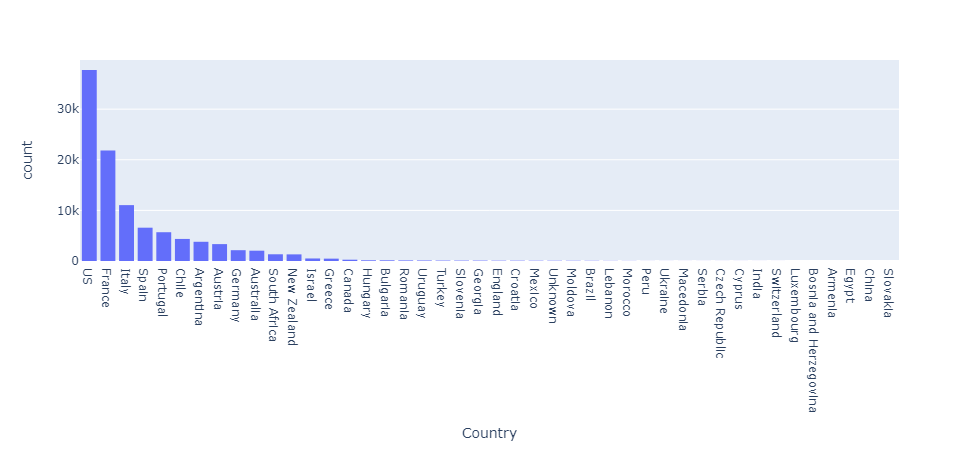 count
30k
20k
10k
0
US
France
Italy
Spain
Portugal
Chile
Argentina
Austria
Germany
Australia
South Africa
New Zealand
Israel
Greece
Canada
Hungary
Bulgaria
Romania
Uruguay
Turkey
Slovenia
Georgia
England
Croatia
Mexico
Unknown
Moldova
Brazil
Lebanon
Morocco
Peru
Ukraine
Macedonia
Serbia
Czech Republic
Cyprus
India
Switzerland
Luxembourg
Bosnia and Herzegovina
Armenia
Egypt
China
Slovakia
Country